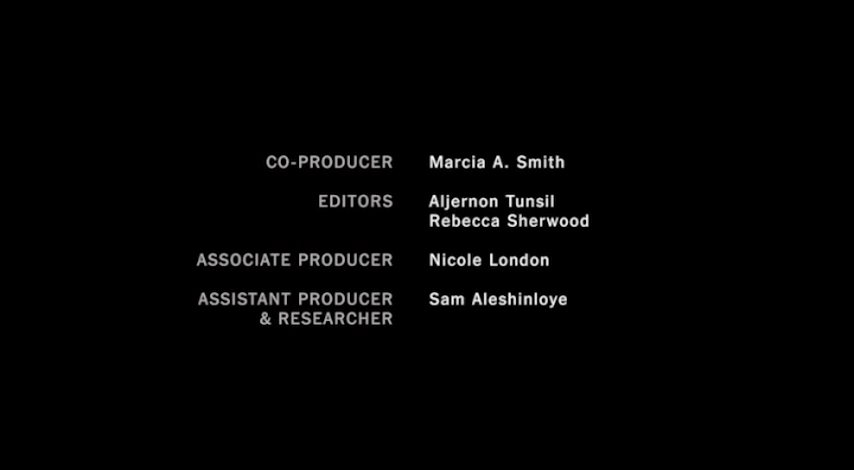 CO-PRODUCER Marcia A. Smith
EDITORS Aljernon Tunsil
Rebecca Sherwood
ASSOCIATE PRODUCER Nicole London
ASSISTANT PRODUCER Sam Aleshinloye
& RESEARCHER